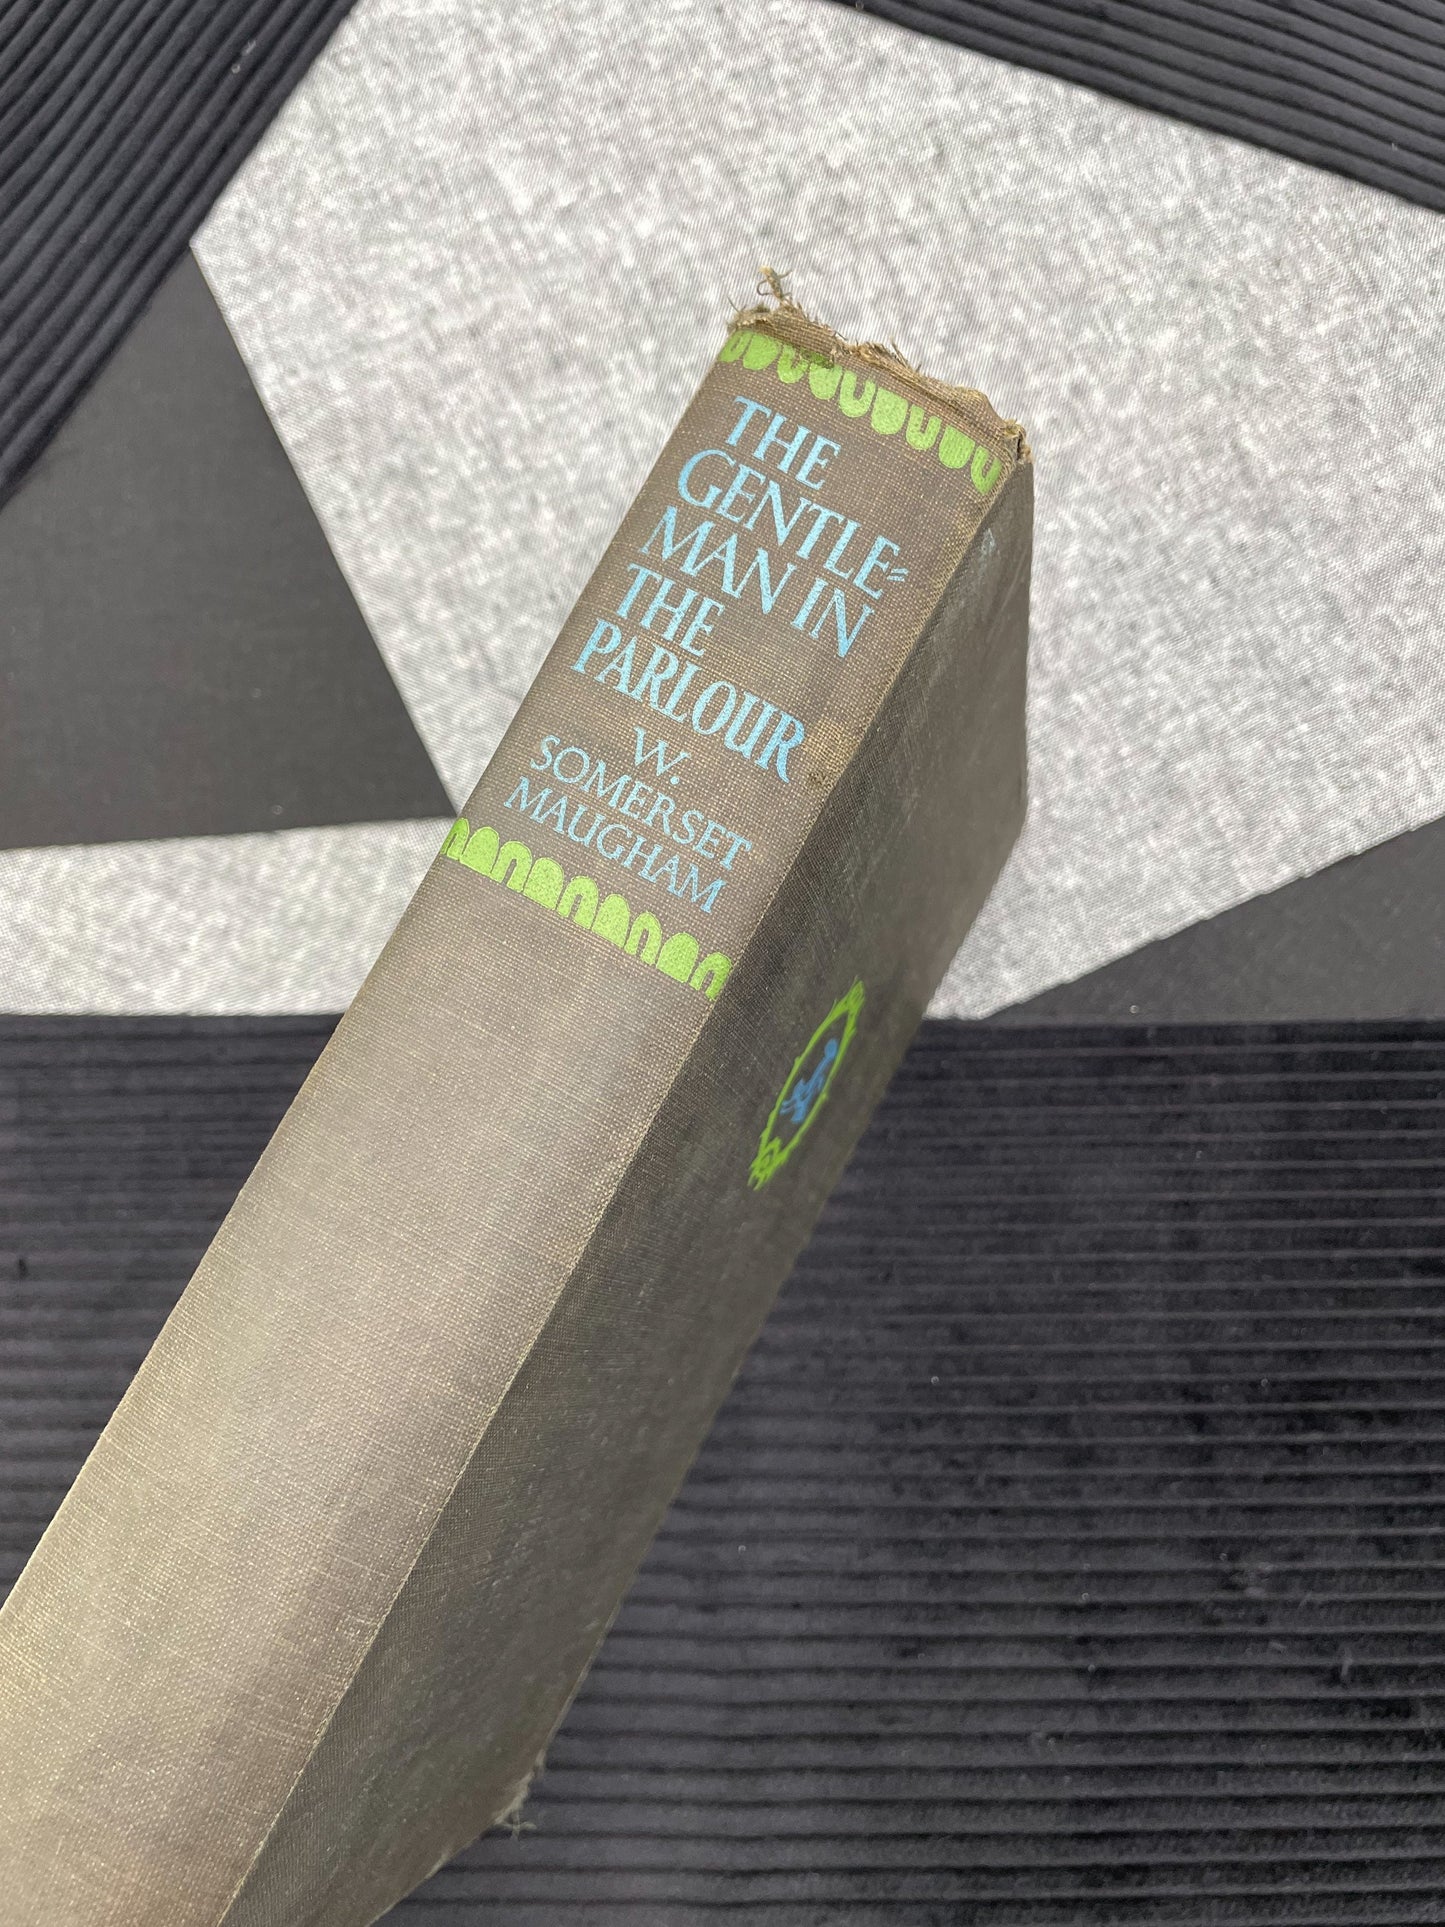 THE
GENTLE=
MAN IN
THE
PARLOUR
W.
SOMERSET
MAUGHAM